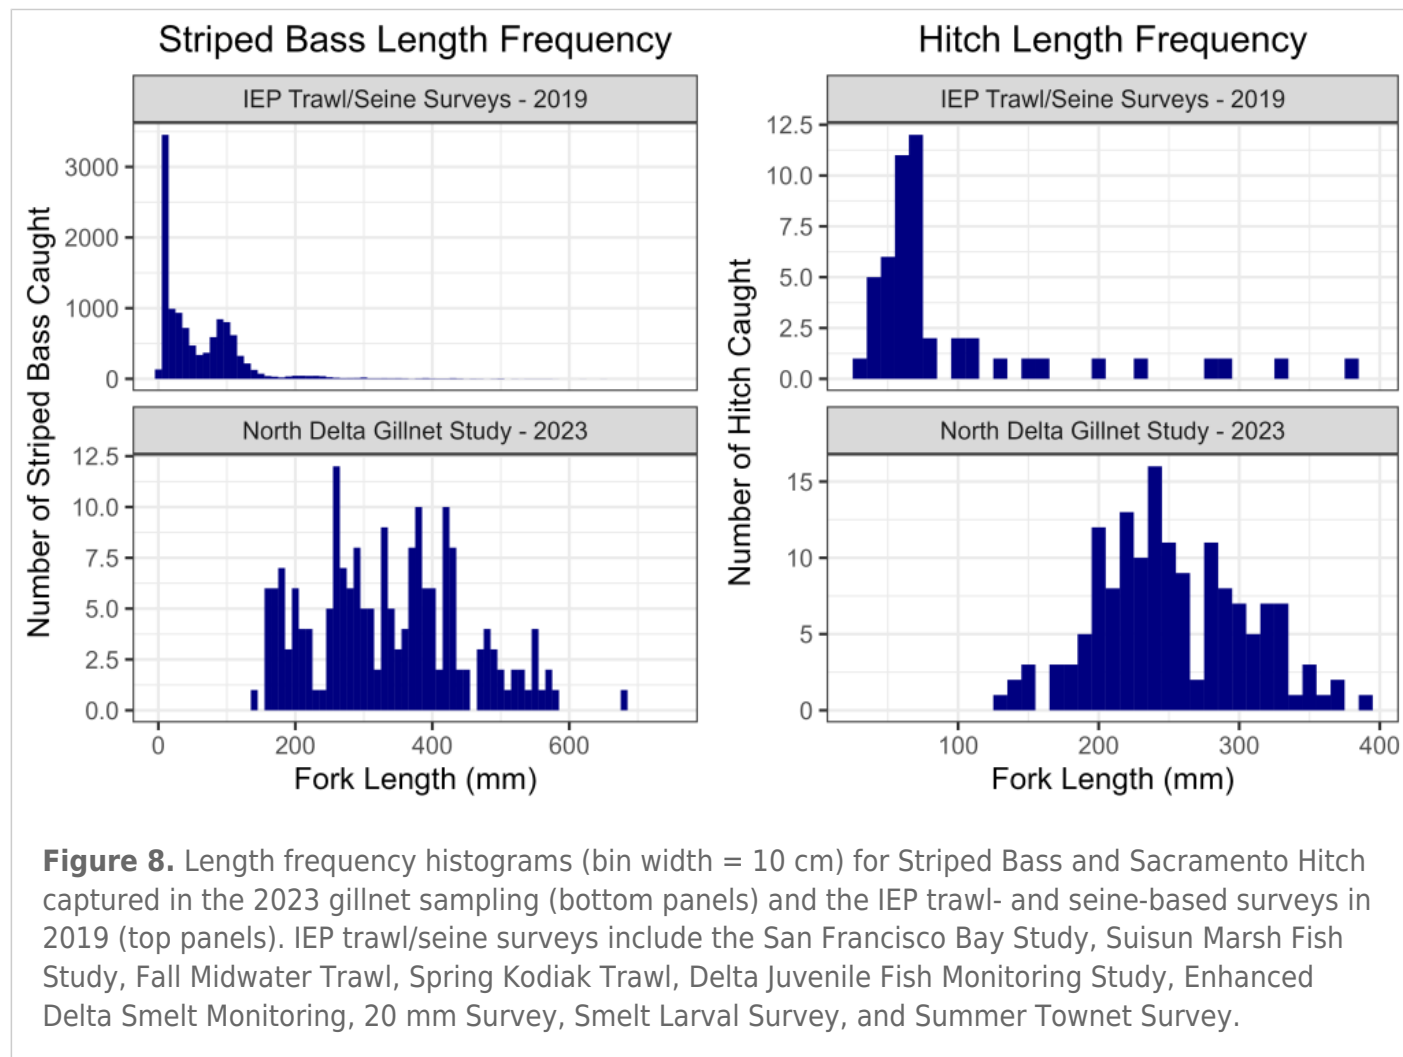 Striped Bass Length Frequency
IEP Trawl/Seine Surveys - 2019
3000
2000
1000
0
North Delta Gillnet Study - 2023
12.5
10.0
7.5
5.0
2.5
0.0
0 200 400 600
Fork Length (mm)
Number of Striped Bass Caught
Hitch Length Frequency
IEP Trawl/Seine Surveys - 2019
12.5
10.0
7.5
5.0
2.5
0.0
North Delta Gillnet Study - 2023
15
10
5
0
100 200 300 400
Fork Length (mm)
Number of Hitch Caught
Figure 8. Length frequency histograms (bin width = 10 cm) for Striped Bass and Sacramento Hitch
captured in the 2023 gillnet sampling (bottom panels) and the IEP trawl- and seine-based surveys in
2019 (top panels). IEP trawl/seine surveys include the San Francisco Bay Study, Suisun Marsh Fish
Study, Fall Midwater Trawl, Spring Kodiak Trawl, Delta Juvenile Fish Monitoring Study, Enhanced
Delta Smelt Monitoring, 20 mm Survey, Smelt Larval Survey, and Summer Townet Survey.